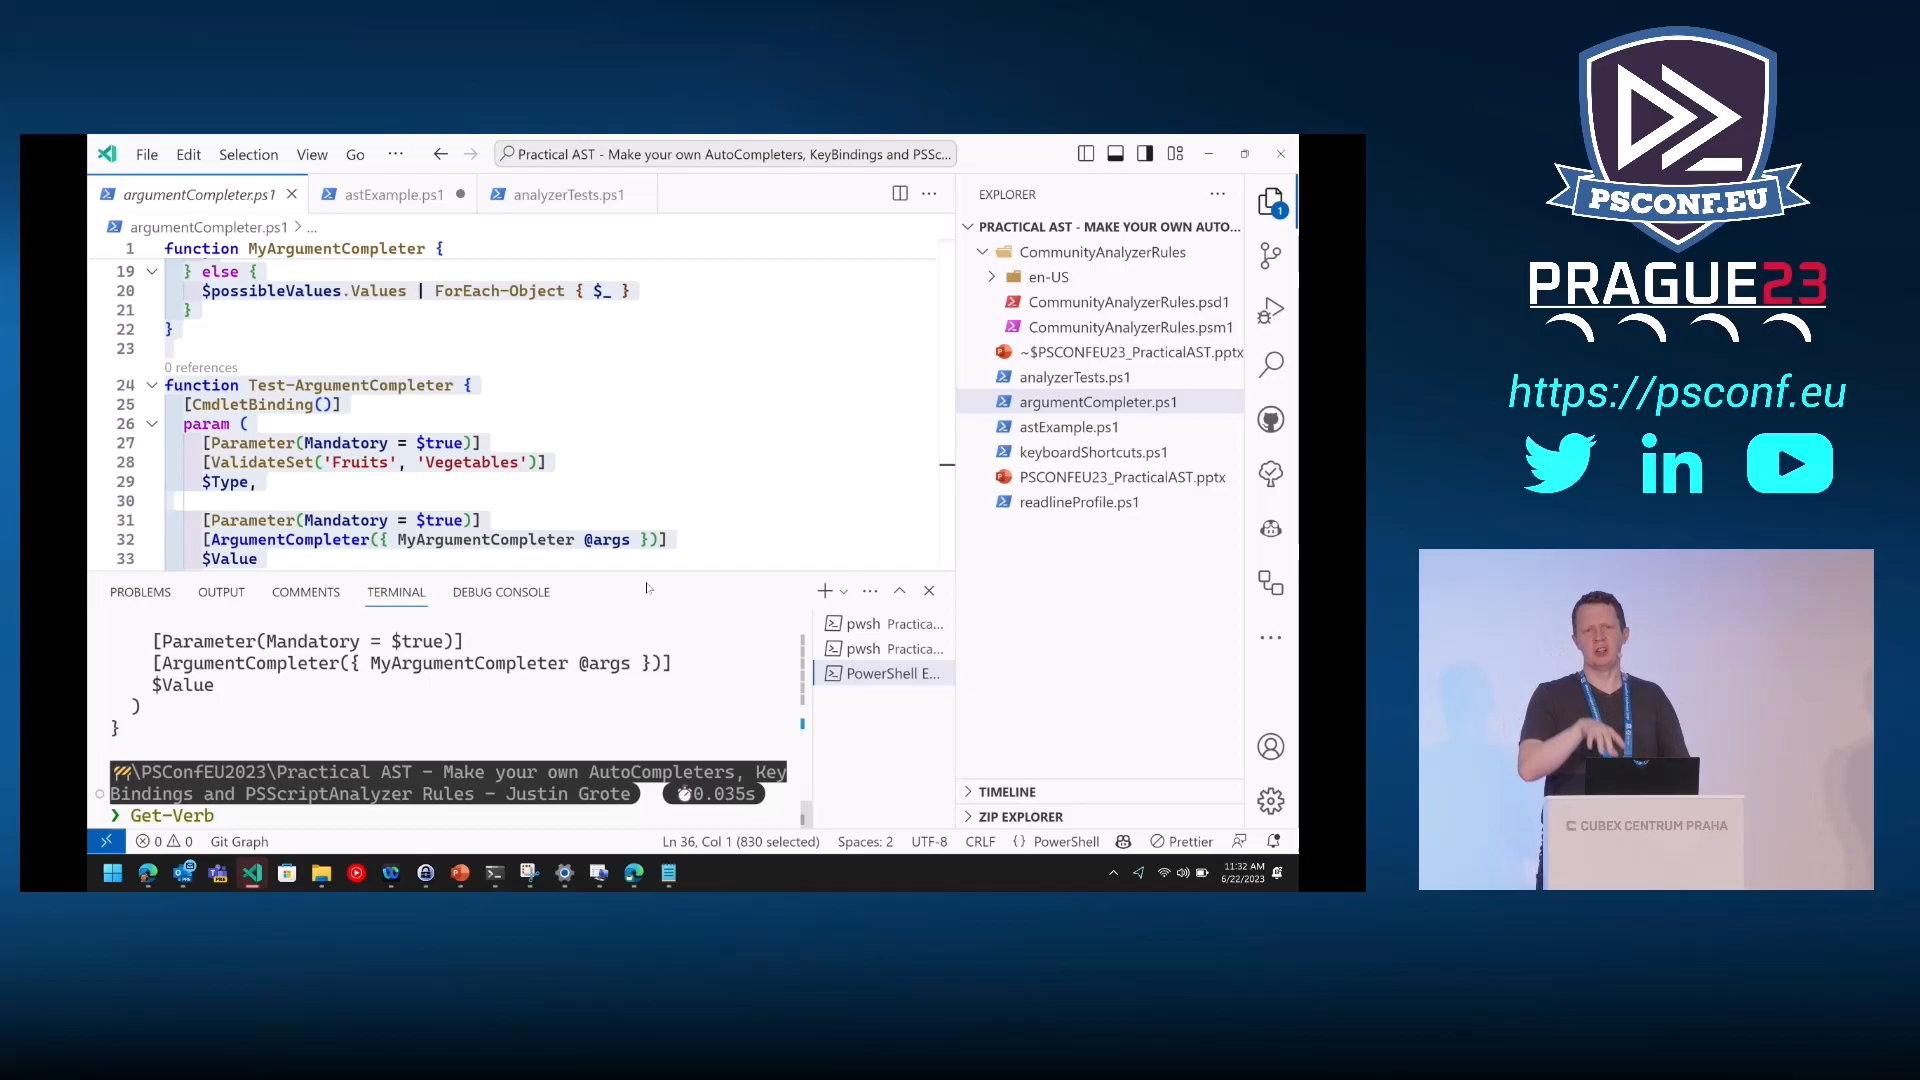 File Edit Selection View Go ...
Practical AST - Make your own AutoCompleters, KeyBindings and PSSc...
argumentCompleter.ps1
astExample.ps1
analyzerTests.ps1
argumentCompleter.ps1 > ...
1 function MyArgumentCompleter {
19 } else {
20 $possibleValues.Values | ForEach-Object { $_ }
21 }
22 }
23
0 references
24 function Test-ArgumentCompleter {
25 [CmdletBinding()]
26 param (
27 [Parameter(Mandatory = $true)]
28 [ValidateSet('Fruits', 'Vegetables')]
29 $Type,
30
31 [Parameter(Mandatory = $true)]
32 [ArgumentCompleter({ MyArgumentCompleter @args })]
33 $Value
PROBLEMS OUTPUT COMMENTS TERMINAL DEBUG CONSOLE
[Parameter(Mandatory = $true)]
[ArgumentCompleter({ MyArgumentCompleter @args })]
$Value
)
}
\PSConfEU2023\Practical AST - Make your own AutoCompleters, Key
Bindings and PSScriptAnalyzer Rules - Justin Grote 0.035s
❯ Get-Verb
pwsh Practica...
pwsh Practica...
PowerShell E...
EXPLORER
PRACTICAL AST - MAKE YOUR OWN AUTO...
CommunityAnalyzerRules
en-US
CommunityAnalyzerRules.psd1
CommunityAnalyzerRules.psm1
~$PSCONFEU23_PracticalAST.pptx
analyzerTests.ps1
argumentCompleter.ps1
astExample.ps1
keyboardShortcuts.ps1
PSCONFEU23_PracticalAST.pptx
readlineProfile.ps1
TIMELINE
ZIP EXPLORER
1
0 0 Git Graph Ln 36, Col 1 (830 selected) Spaces: 2 UTF-8 CRLF {} PowerShell Prettier
11:32 AM
6/22/2023
PSCONF.EU
PRAGUE23
https://psconf.eu
CUBEX CENTRUM PRAHA